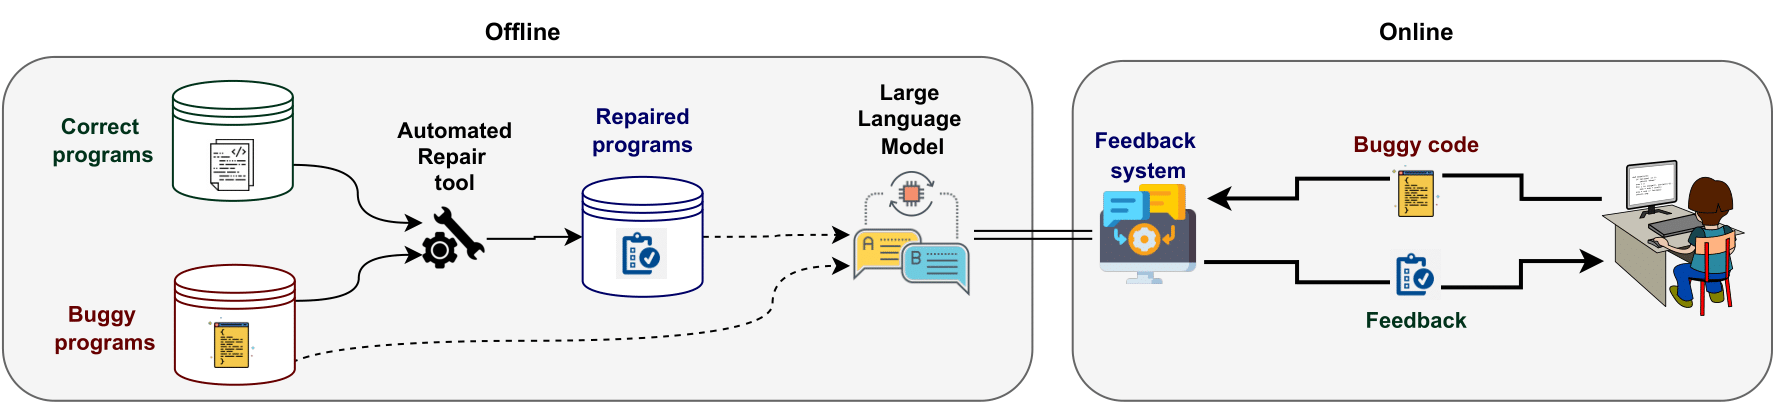 Offline
Online
Correct
programs
Automated
Repair
tool
Repaired
programs
Large
Language
Model
A
B
Buggy
programs
Feedback
system
Buggy code
Feedback